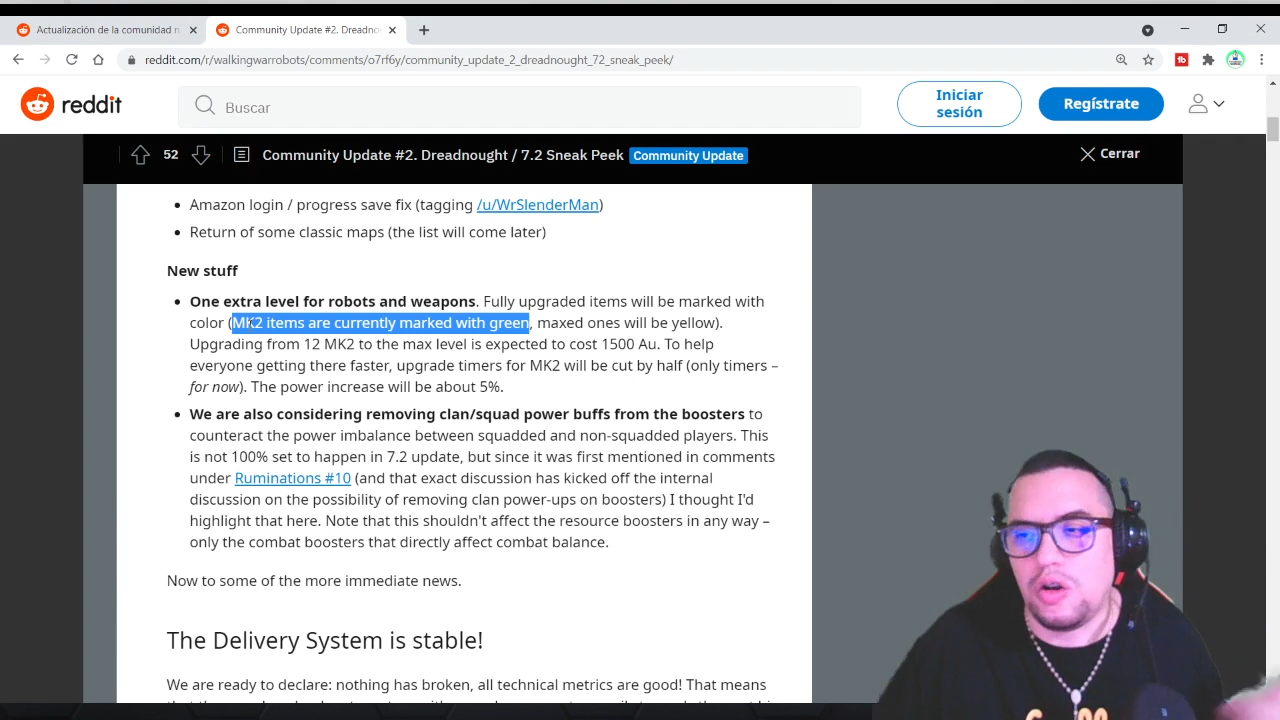 Actualización de la comunidad n
Community Update #2. Dreadno
reddit.com/r/walkingwarrobots/comments/o7rf6y/community_update_2_dreadnought_72_sneak_peek/
reddit
Buscar
Iniciar sesión
Regístrate
52
Community Update #2. Dreadnought / 7.2 Sneak Peek Community Update
Cerrar
• Amazon login / progress save fix (tagging /u/WrSlenderMan)
• Return of some classic maps (the list will come later)
New stuff
• One extra level for robots and weapons. Fully upgraded items will be marked with
color (MK2 items are currently marked with green, maxed ones will be yellow).
Upgrading from 12 MK2 to the max level is expected to cost 1500 Au. To help
everyone getting there faster, upgrade timers for MK2 will be cut by half (only timers –
for now). The power increase will be about 5%.
• We are also considering removing clan/squad power buffs from the boosters to
counteract the power imbalance between squadded and non-squadded players. This
is not 100% set to happen in 7.2 update, but since it was first mentioned in comments
under Ruminations #10 (and that exact discussion has kicked off the internal
discussion on the possibility of removing clan power-ups on boosters) I thought I'd
highlight that here. Note that this shouldn't affect the resource boosters in any way –
only the combat boosters that directly affect combat balance.
Now to some of the more immediate news.
The Delivery System is stable!
We are ready to declare: nothing has broken, all technical metrics are good! That means